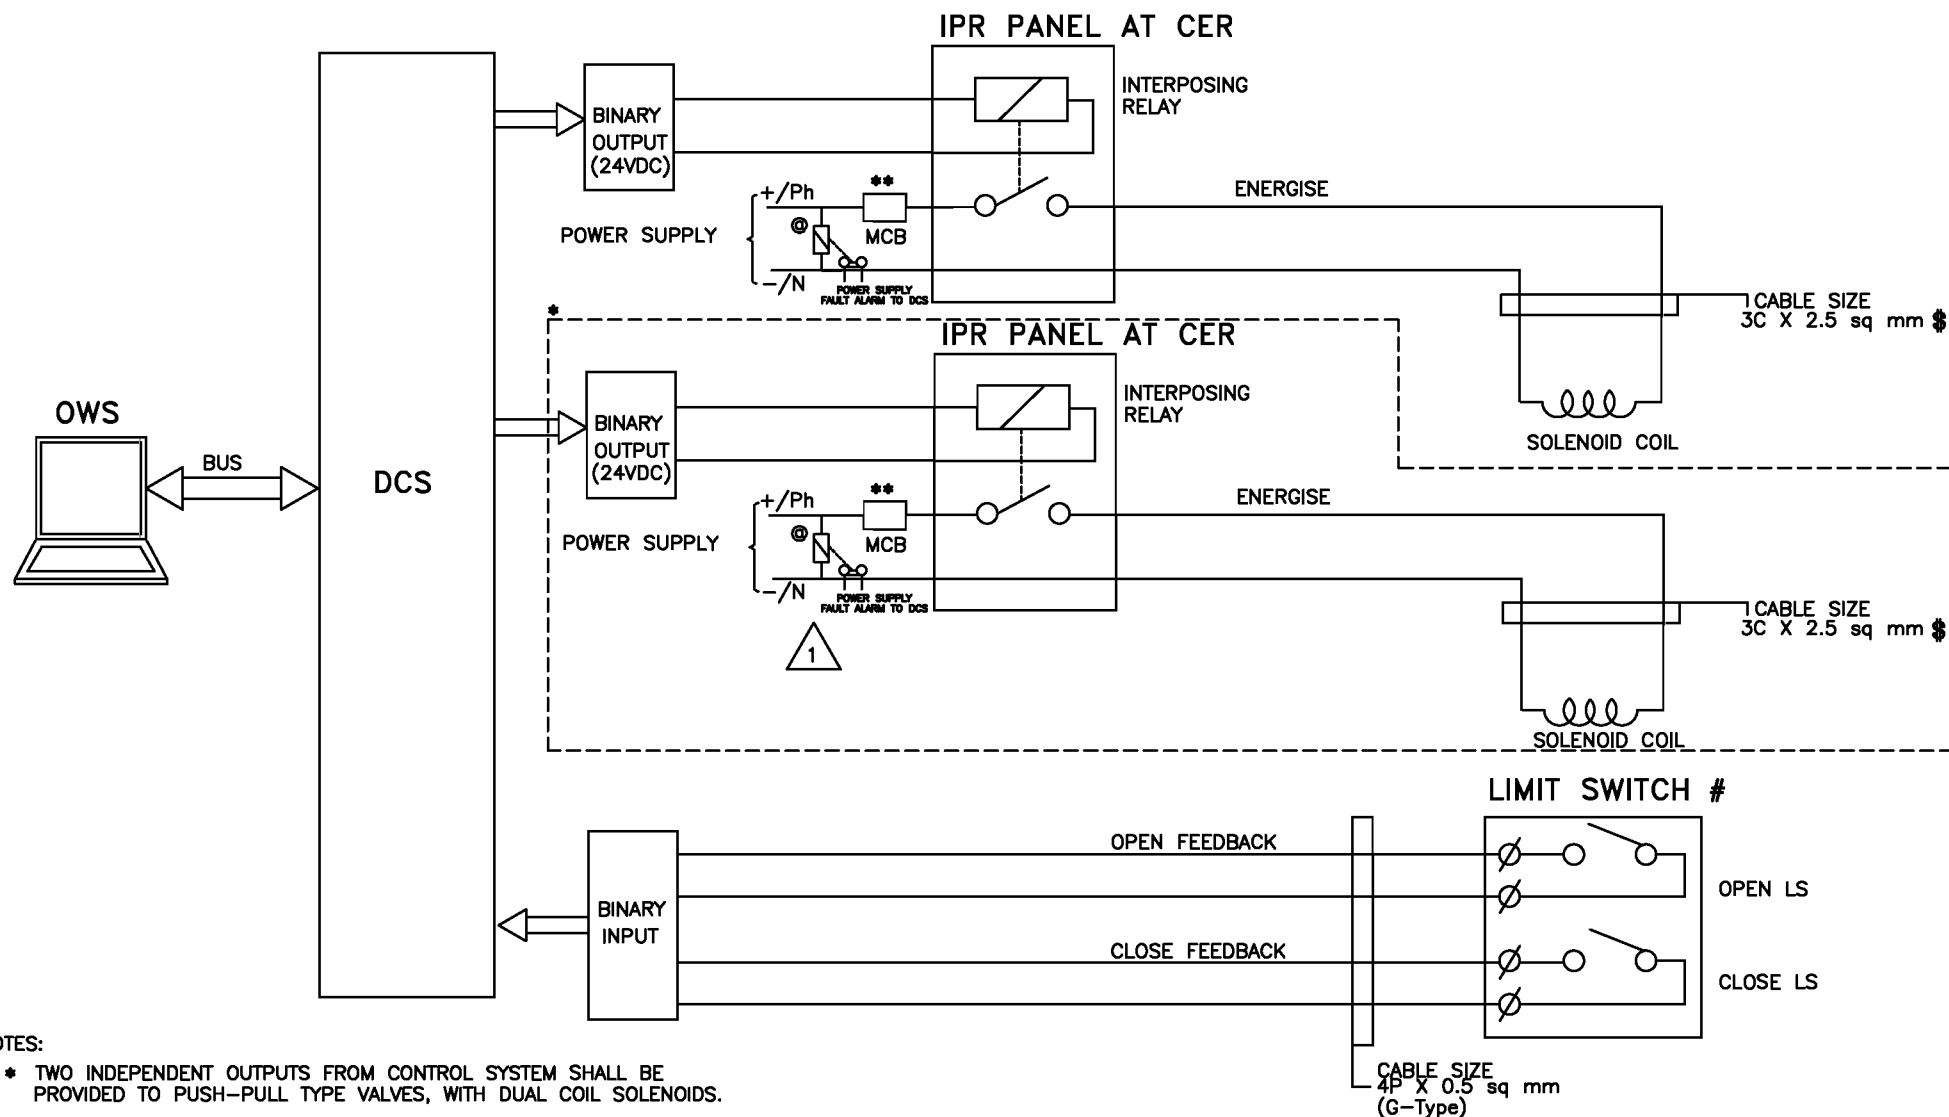 IPR PANEL AT CER
INTERPOSING
RELAY
BINARY
OUTPUT
(24VDC)
+/Ph
**
ENERGISE
POWER SUPPLY
@
MCB
-/N
POWER SUPPLY
FAULT ALARM TO DCS
CABLE SIZE
3C X 2.5 sq mm $
SOLENOID COIL
*
IPR PANEL AT CER
INTERPOSING
RELAY
BINARY
OUTPUT
(24VDC)
OWS
BUS
DCS
+/Ph
**
ENERGISE
POWER SUPPLY
@
MCB
-/N
POWER SUPPLY
FAULT ALARM TO DCS
CABLE SIZE
3C X 2.5 sq mm $
1
SOLENOID COIL
LIMIT SWITCH #
OPEN FEEDBACK
OPEN LS
BINARY
INPUT
CLOSE FEEDBACK
CLOSE LS
OTES:
* TWO INDEPENDENT OUTPUTS FROM CONTROL SYSTEM SHALL BE
PROVIDED TO PUSH-PULL TYPE VALVES, WITH DUAL COIL SOLENOIDS.
CABLE SIZE
4P X 0.5 sq mm
(G-Type)